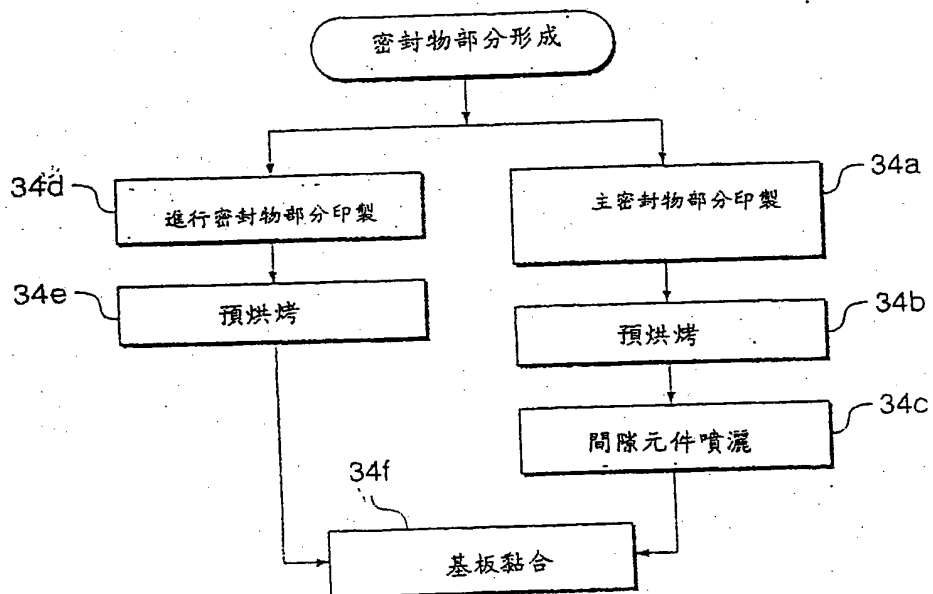 密封物部分形成
34d
進行密封物部分印製
主密封物部分印製
34a
34e
預烘烤
預烘烤
34b
間隙元件噴灑
34c
34f
基板黏合